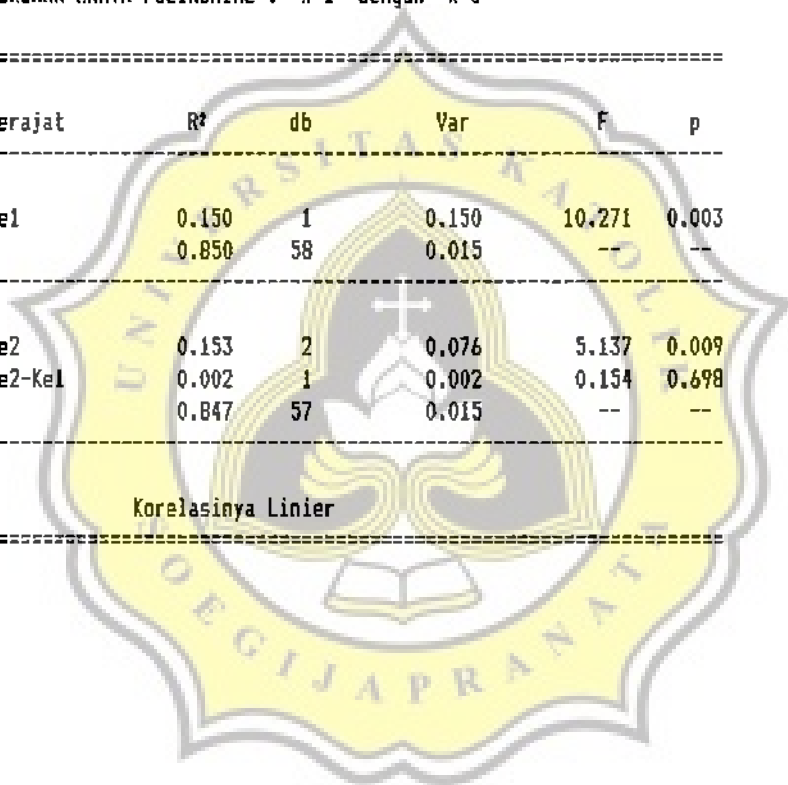 erajat R² db Var F p
e1 0.150 1 0.150 10.271 0.003
0.850 58 0.015 -- --
e2 0.153 2 0.076 5.137 0.009
e2-Ke1 0.002 1 0.002 0.154 0.698
0.847 57 0.015 -- --
Korelasinya Linier
UNIVERSITAS KATOLIK
SOEGIJAPRANATA